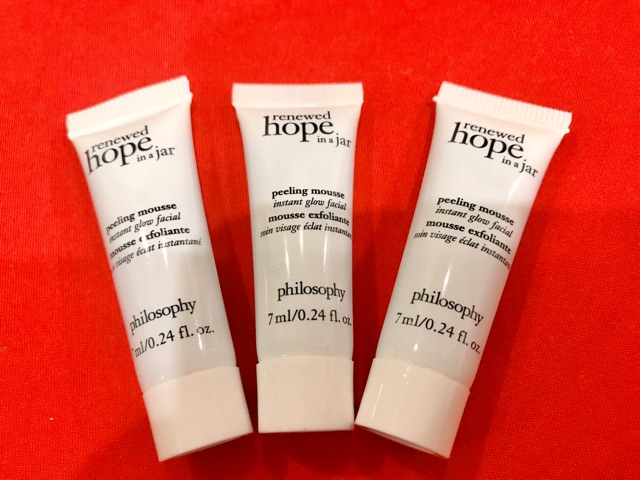 renewed
hope
in a jar
peeling mousse
instant glow facial
mousse exfoliante
soin visage éclat instantané
philosophy
7 ml/0.24 fl. oz.
renewed
hope
in a jar
peeling mousse
instant glow facial
mousse exfoliante
soin visage éclat instantané
philosophy
7 ml/0.24 fl. oz.
renewed
hope
in a jar
peeling mousse
instant glow facial
mousse exfoliante
soin visage éclat instantané
philosophy
7 ml/0.24 fl. oz.